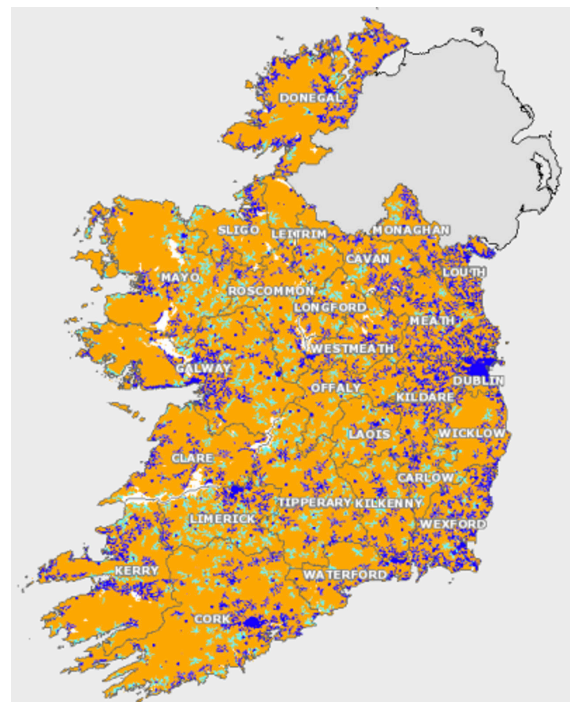 DONEGAL
SLIGO
LEITRIM
MONAGHAN
CAVAN
LOUTH
MAYO
ROSCOMMON
LONGFORD
MEATH
WESTMEATH
GALWAY
DUBLIN
OFFALY
KILDARE
LAOIS
WICKLOW
CLARE
CARLOW
TIPPERARY
KILKENNY
LIMERICK
WEXFORD
KERRY
WATERFORD
CORK